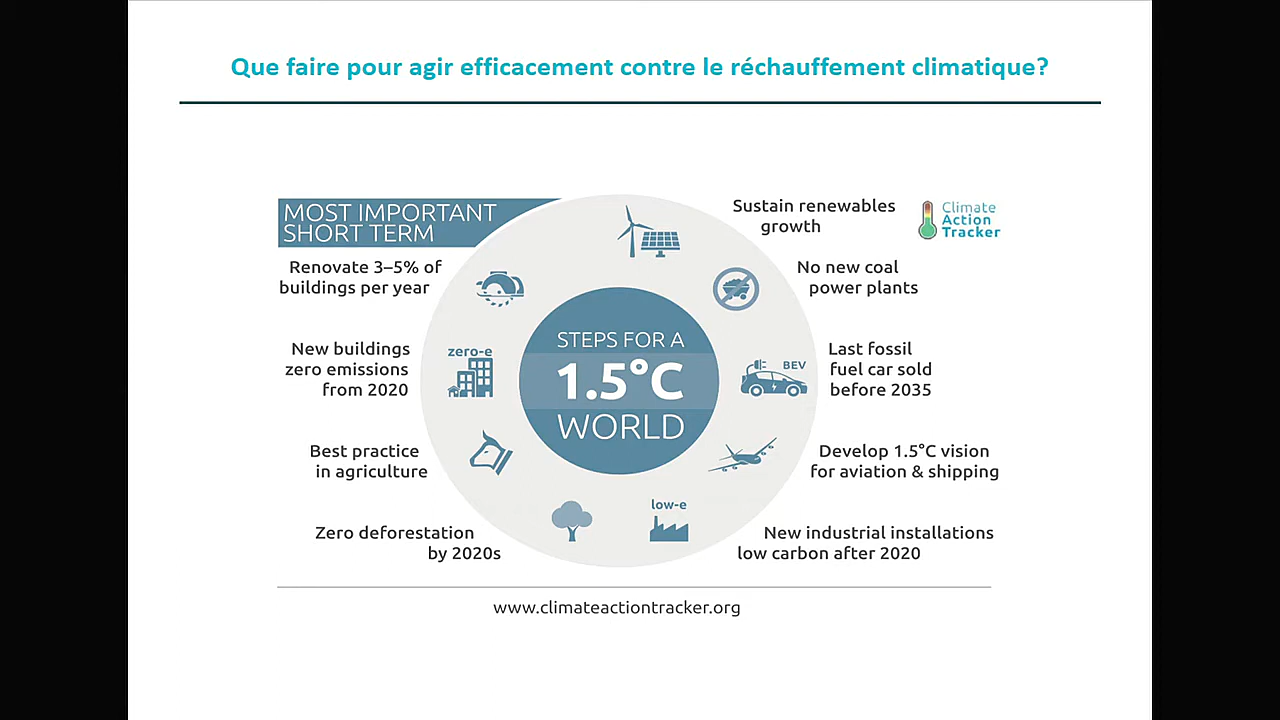 Que faire pour agir efficacement contre le réchauffement climatique?
MOST IMPORTANT
SHORT TERM
Sustain renewables
growth
Climate
Action
Tracker
Renovate 3–5% of
buildings per year
No new coal
power plants
New buildings
zero emissions
from 2020
zero-e
STEPS FOR A
1.5°C
WORLD
BEV
Last fossil
fuel car sold
before 2035
Best practice
in agriculture
Develop 1.5°C vision
for aviation & shipping
Zero deforestation
by 2020s
low-e
New industrial installations
low carbon after 2020
www.climateactiontracker.org